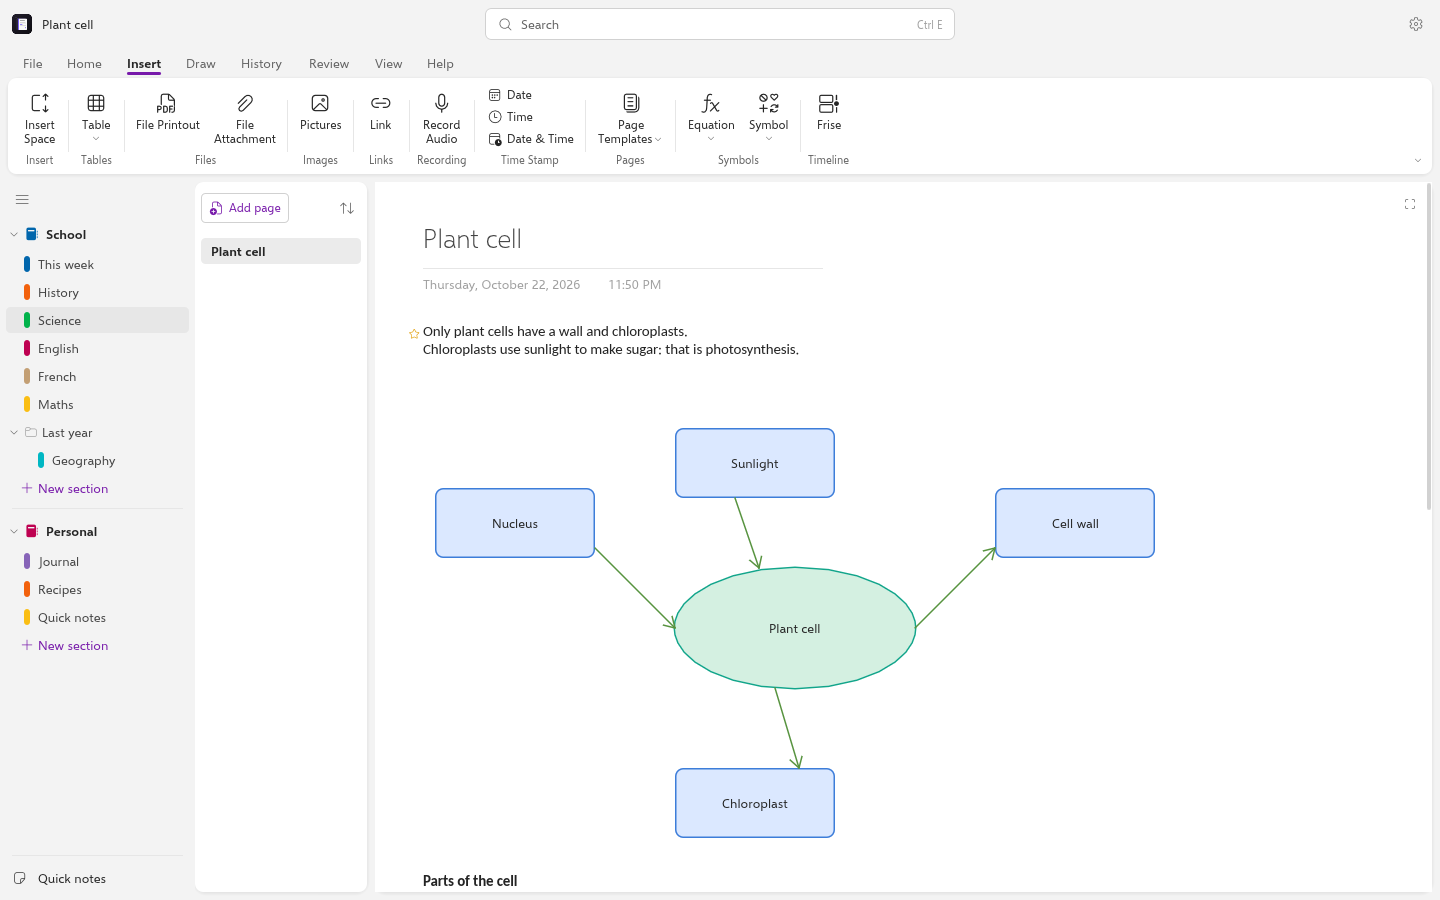 Plant cell
Search
Ctrl E
File
Home
Insert
Draw
History
Review
View
Help
Insert Space
Table
File Printout
File Attachment
Pictures
Link
Record Audio
Date
Time
Date & Time
Page Templates
Equation
Symbol
Frise
Insert
Tables
Files
Images
Links
Recording
Time Stamp
Pages
Symbols
Timeline
School
This week
History
Science
English
French
Maths
Last year
Geography
New section
Personal
Journal
Recipes
Quick notes
New section
Quick notes
Add page
Plant cell
Plant cell
Thursday, October 22, 2026
11:50 PM
Only plant cells have a wall and chloroplasts.
Chloroplasts use sunlight to make sugar; that is photosynthesis.
Sunlight
Nucleus
Cell wall
Plant cell
Chloroplast
Parts of the cell